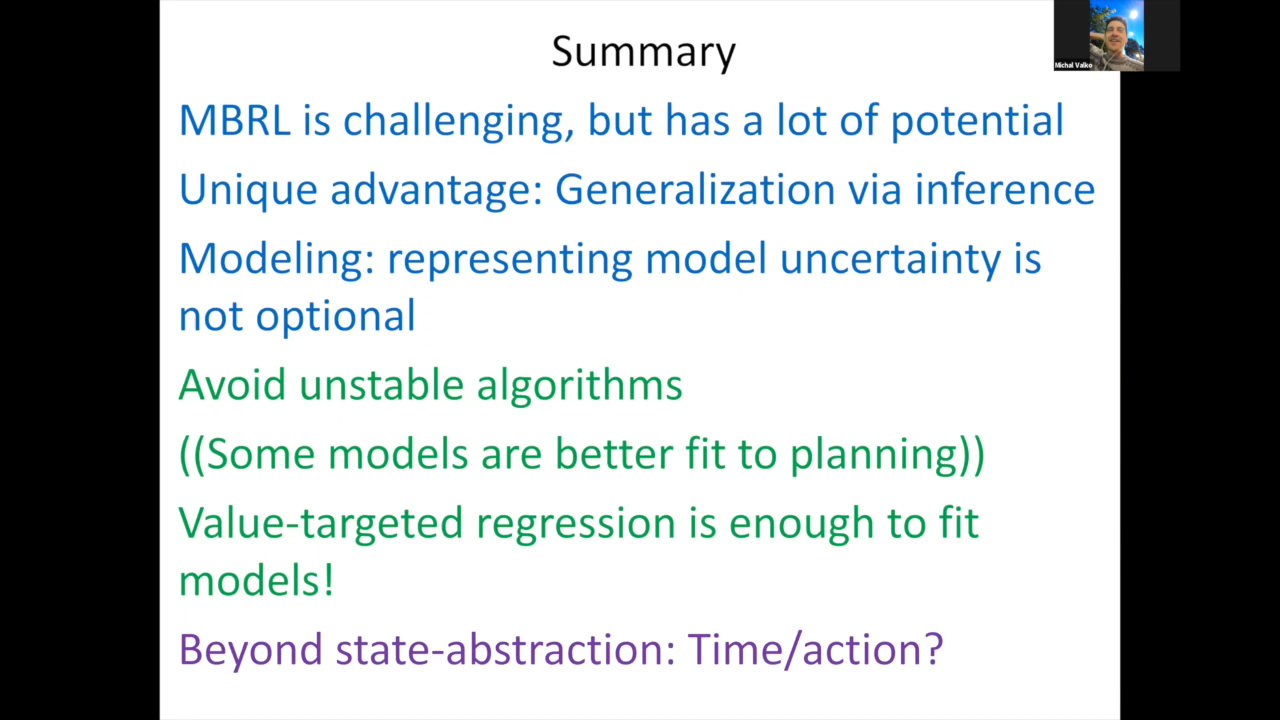 Summary
Michal Valko
MBRL is challenging, but has a lot of potential
Unique advantage: Generalization via inference
Modeling: representing model uncertainty is
not optional
Avoid unstable algorithms
((Some models are better fit to planning))
Value-targeted regression is enough to fit
models!
Beyond state-abstraction: Time/action?